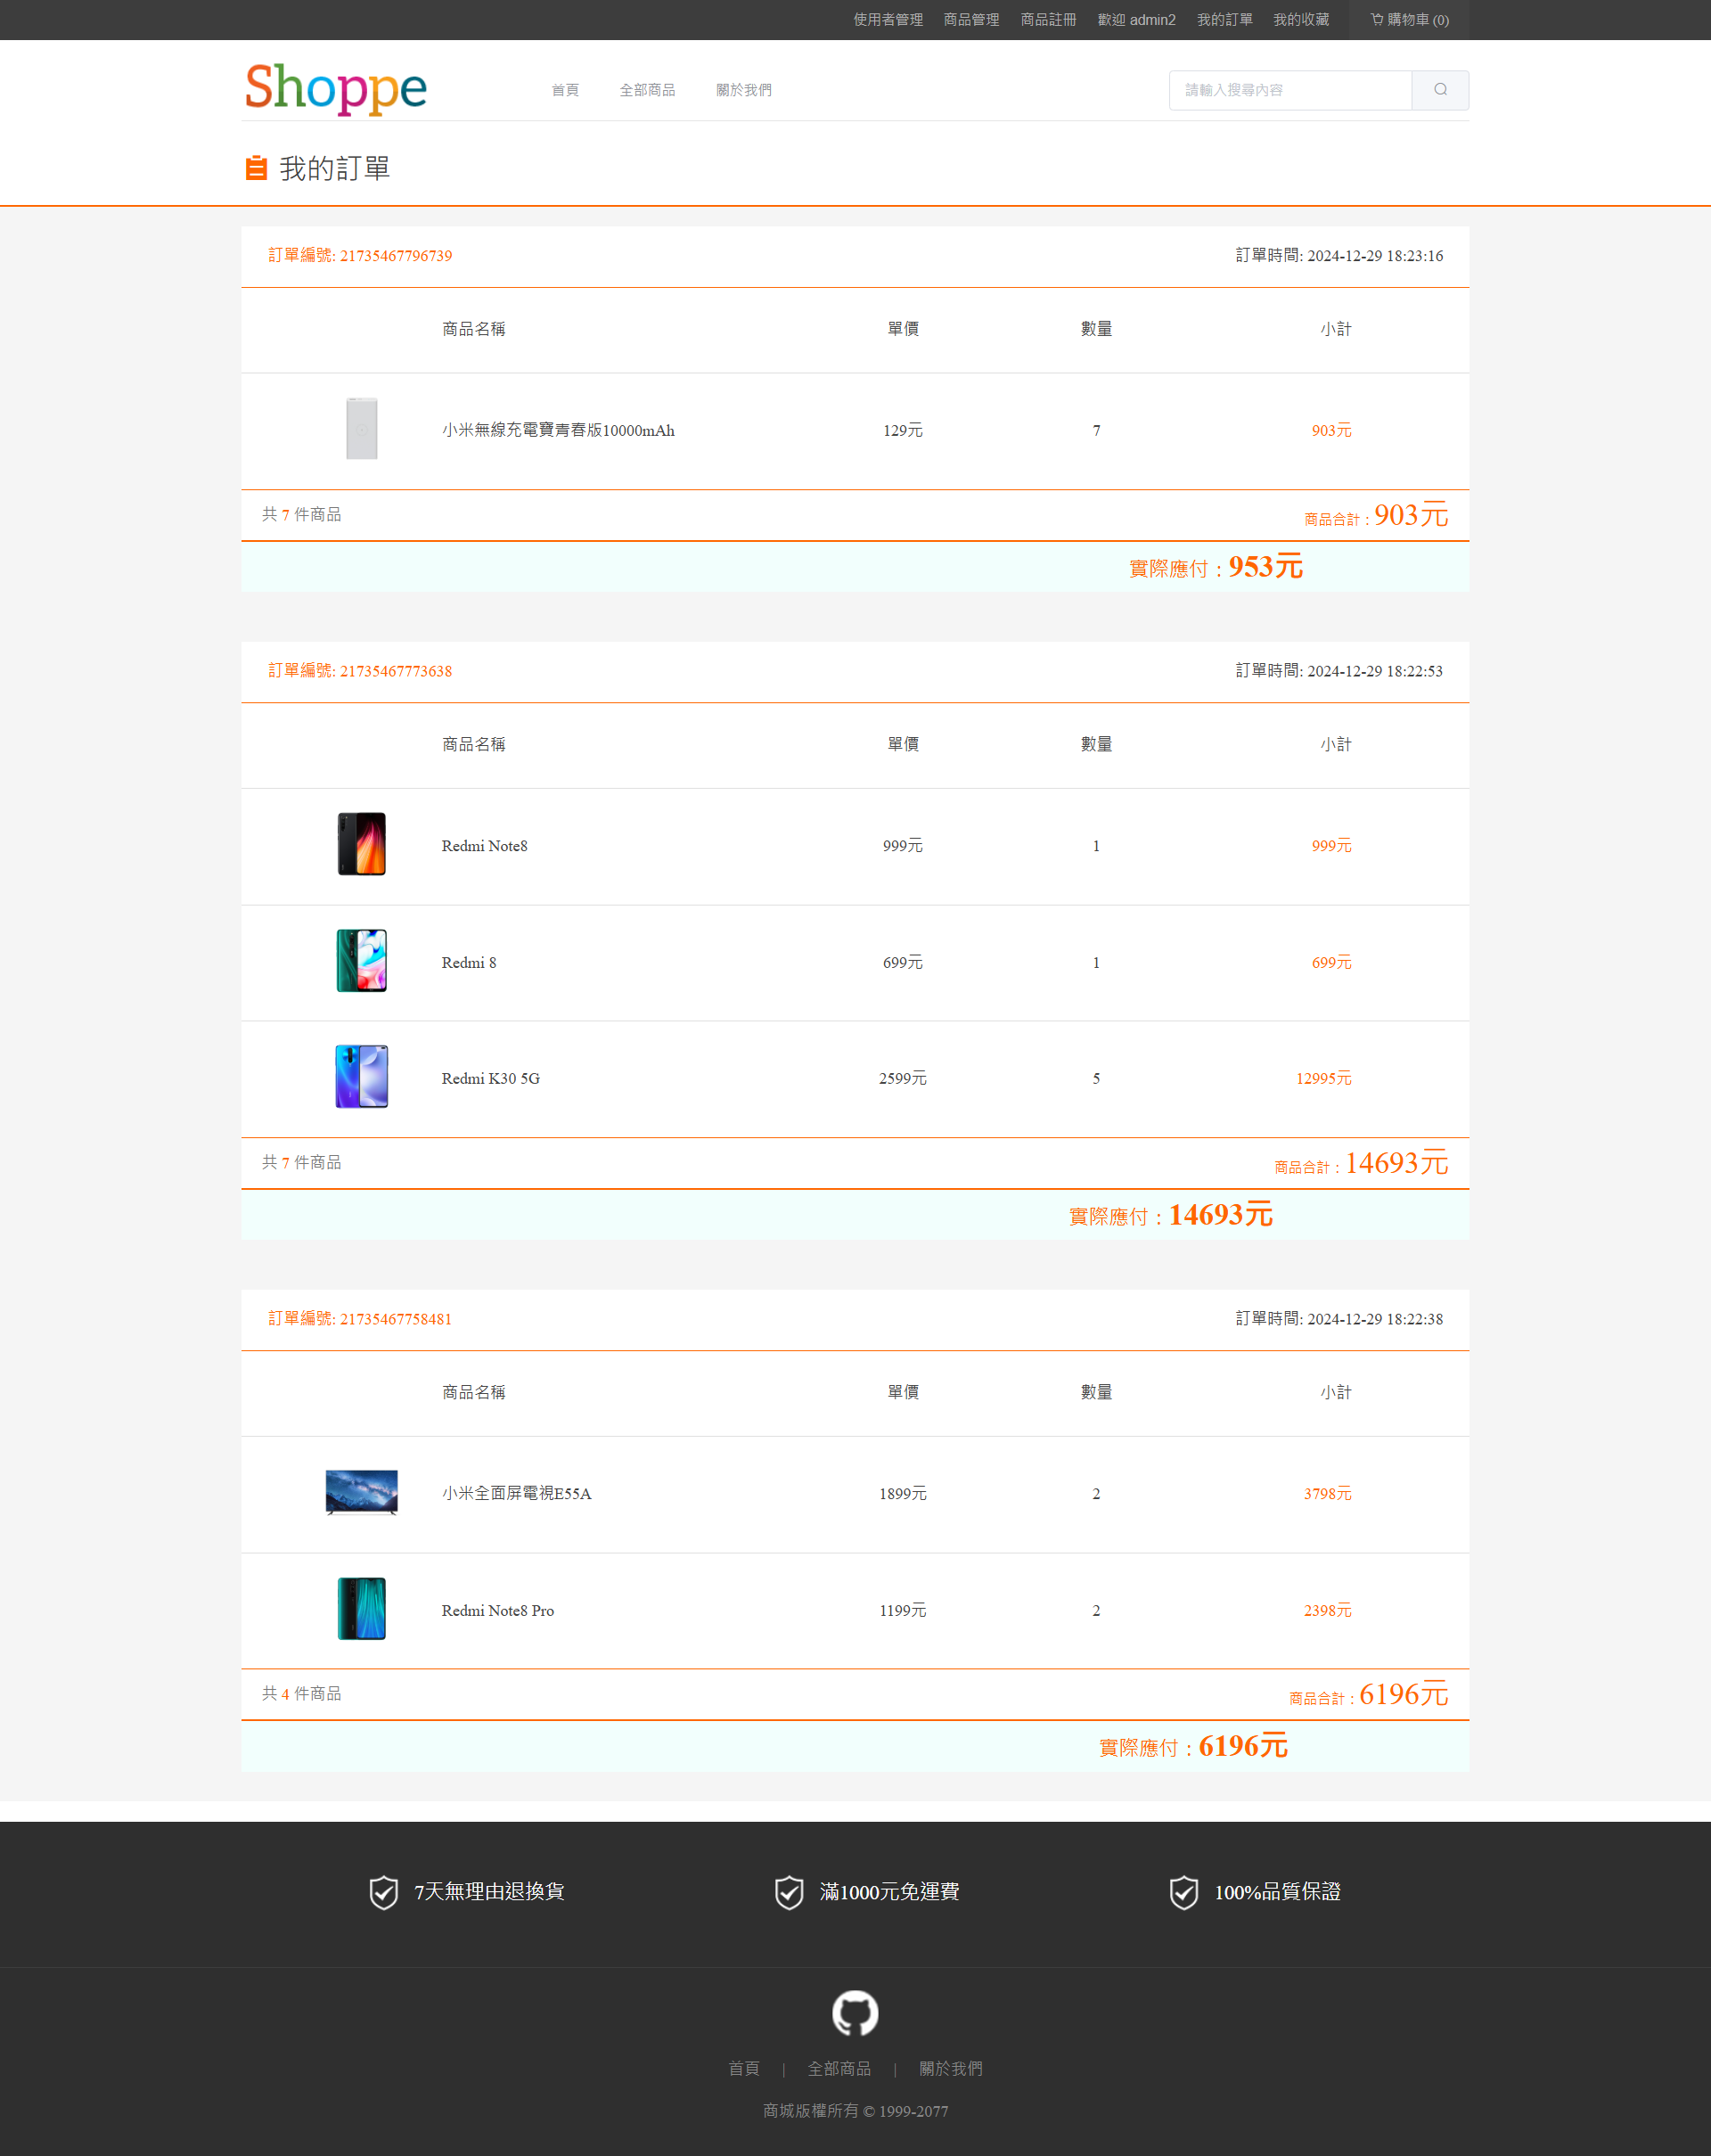 使用者管理 商品管理 商品註冊 歡迎 admin2 我的訂單 我的收藏 購物車 (0)
Shoppe 首頁 全部商品 關於我們 請輸入搜尋內容
我的訂單
訂單編號: 21735467796739 訂單時間: 2024-12-29 18:23:16
商品名稱 單價 數量 小計
小米無線充電寶青春版10000mAh 129元 7 903元
共 7 件商品 商品合計：903元
實際應付：953元
訂單編號: 21735467773638 訂單時間: 2024-12-29 18:22:53
商品名稱 單價 數量 小計
Redmi Note8 999元 1 999元
Redmi 8 699元 1 699元
Redmi K30 5G 2599元 5 12995元
共 7 件商品 商品合計：14693元
實際應付：14693元
訂單編號: 21735467758481 訂單時間: 2024-12-29 18:22:38
商品名稱 單價 數量 小計
小米全面屏電視E55A 1899元 2 3798元
Redmi Note8 Pro 1199元 2 2398元
共 4 件商品 商品合計：6196元
實際應付：6196元
7天無理由退換貨 滿1000元免運費 100%品質保證
首頁 | 全部商品 | 關於我們
商城版權所有 © 1999-2077